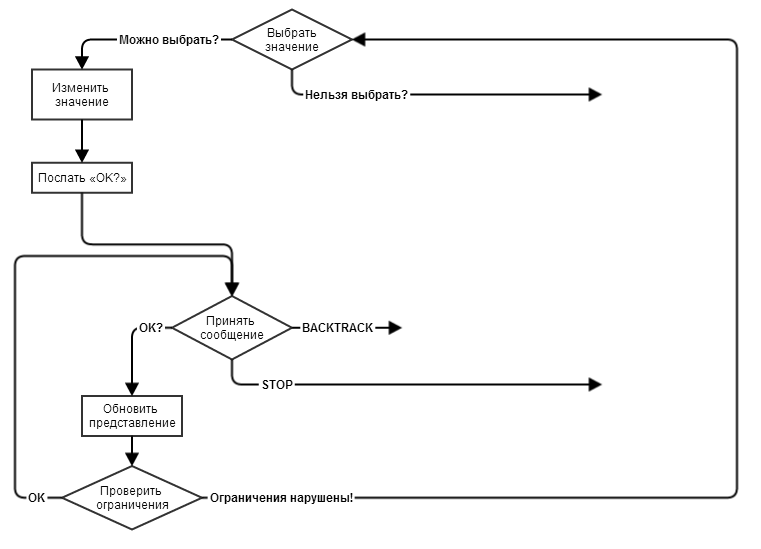 Выбрать
значение
Можно выбрать?
Нельзя выбрать?
Изменить
значение
Послать «OK?»
Принять
сообщение
OK?
BACKTRACK
STOP
Обновить
представление
Проверить
ограничения
OK
Ограничения нарушены!